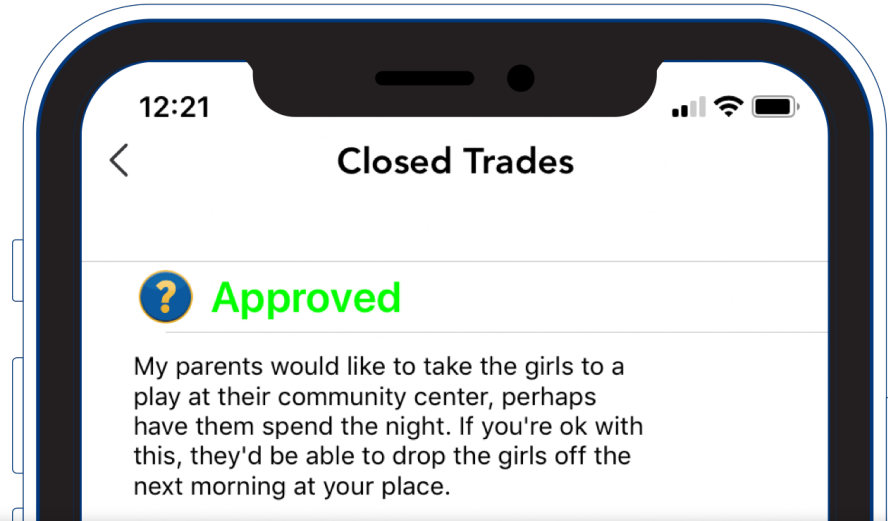 12:21
Closed Trades
? Approved
My parents would like to take the girls to a
play at their community center, perhaps
have them spend the night. If you're ok with
this, they'd be able to drop the girls off the
next morning at your place.